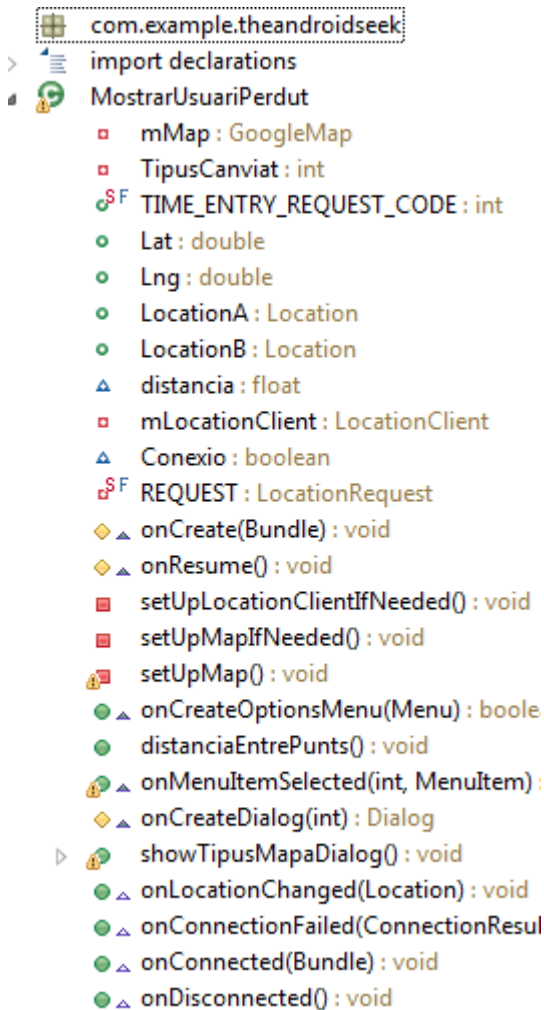 com.example.theandroidseek
import declarations
MostrarUsuariPerdut
mMap : GoogleMap
TipusCanviat : int
S F TIME_ENTRY_REQUEST_CODE : int
Lat : double
Lng : double
LocationA : Location
LocationB : Location
distancia : float
mLocationClient : LocationClient
Conexio : boolean
S F REQUEST : LocationRequest
onCreate(Bundle) : void
onResume() : void
setUpLocationClientIfNeeded() : void
setUpMapIfNeeded() : void
setUpMap() : void
onCreateOptionsMenu(Menu) : boole
distanciaEntrePunts() : void
onMenuItemSelected(int, MenuItem) :
onCreateDialog(int) : Dialog
showTipusMapaDialog() : void
onLocationChanged(Location) : void
onConnectionFailed(ConnectionResul
onConnected(Bundle) : void
onDisconnected() : void